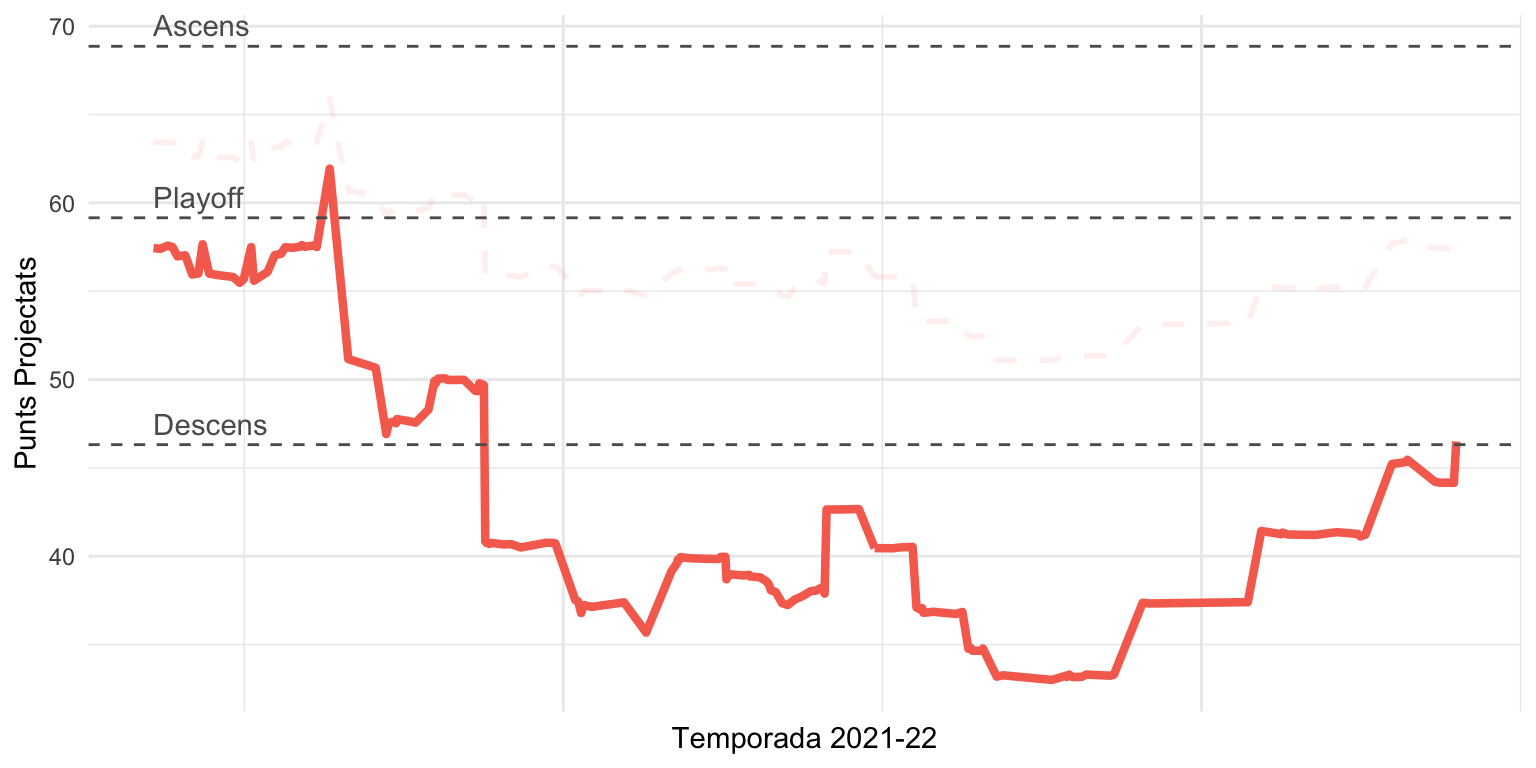 70
Ascens
Playoff
60
50
Descens
40
Punts Projectats
Temporada 2021-22